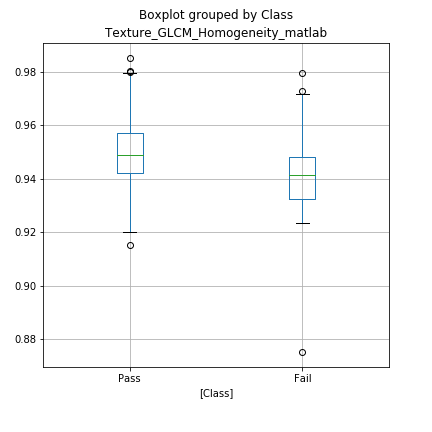 Boxplot grouped by Class
Texture_GLCM_Homogeneity_matlab
0.98
0.96
0.94
0.92
0.90
0.88
Pass Fail
[Class]